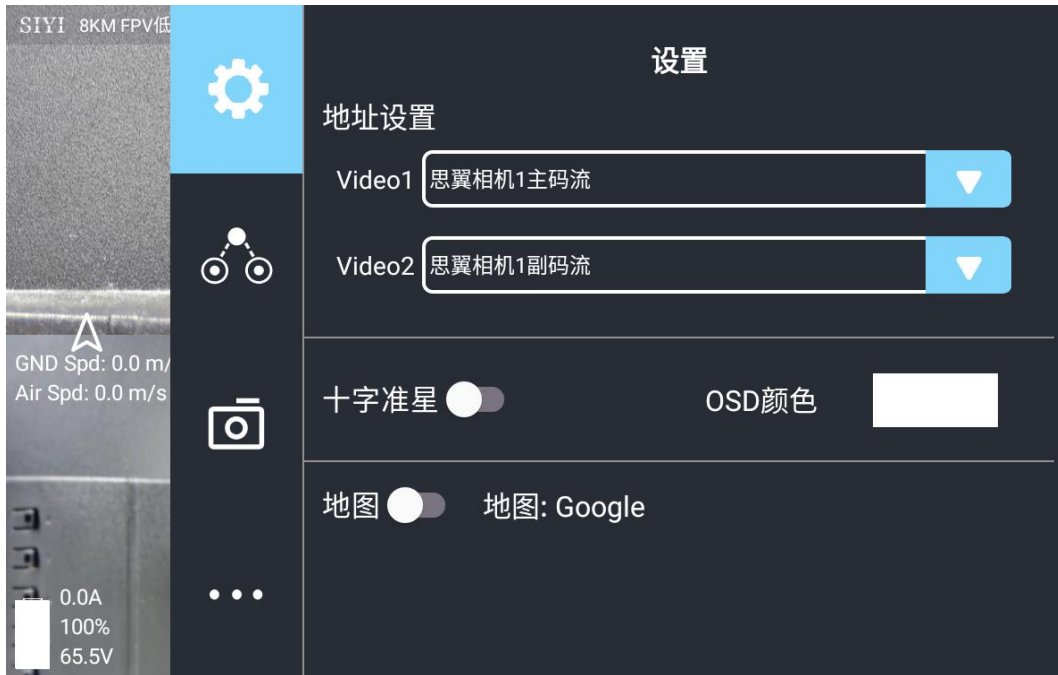 SIYI 8KM FPV低
设置
地址设置
Video1 思翼相机1主码流
Video2 思翼相机1副码流
GND Spd: 0.0 m/
Air Spd: 0.0 m/s
十字准星 OSD颜色
地图 地图: Google
0.0A
100%
65.5V